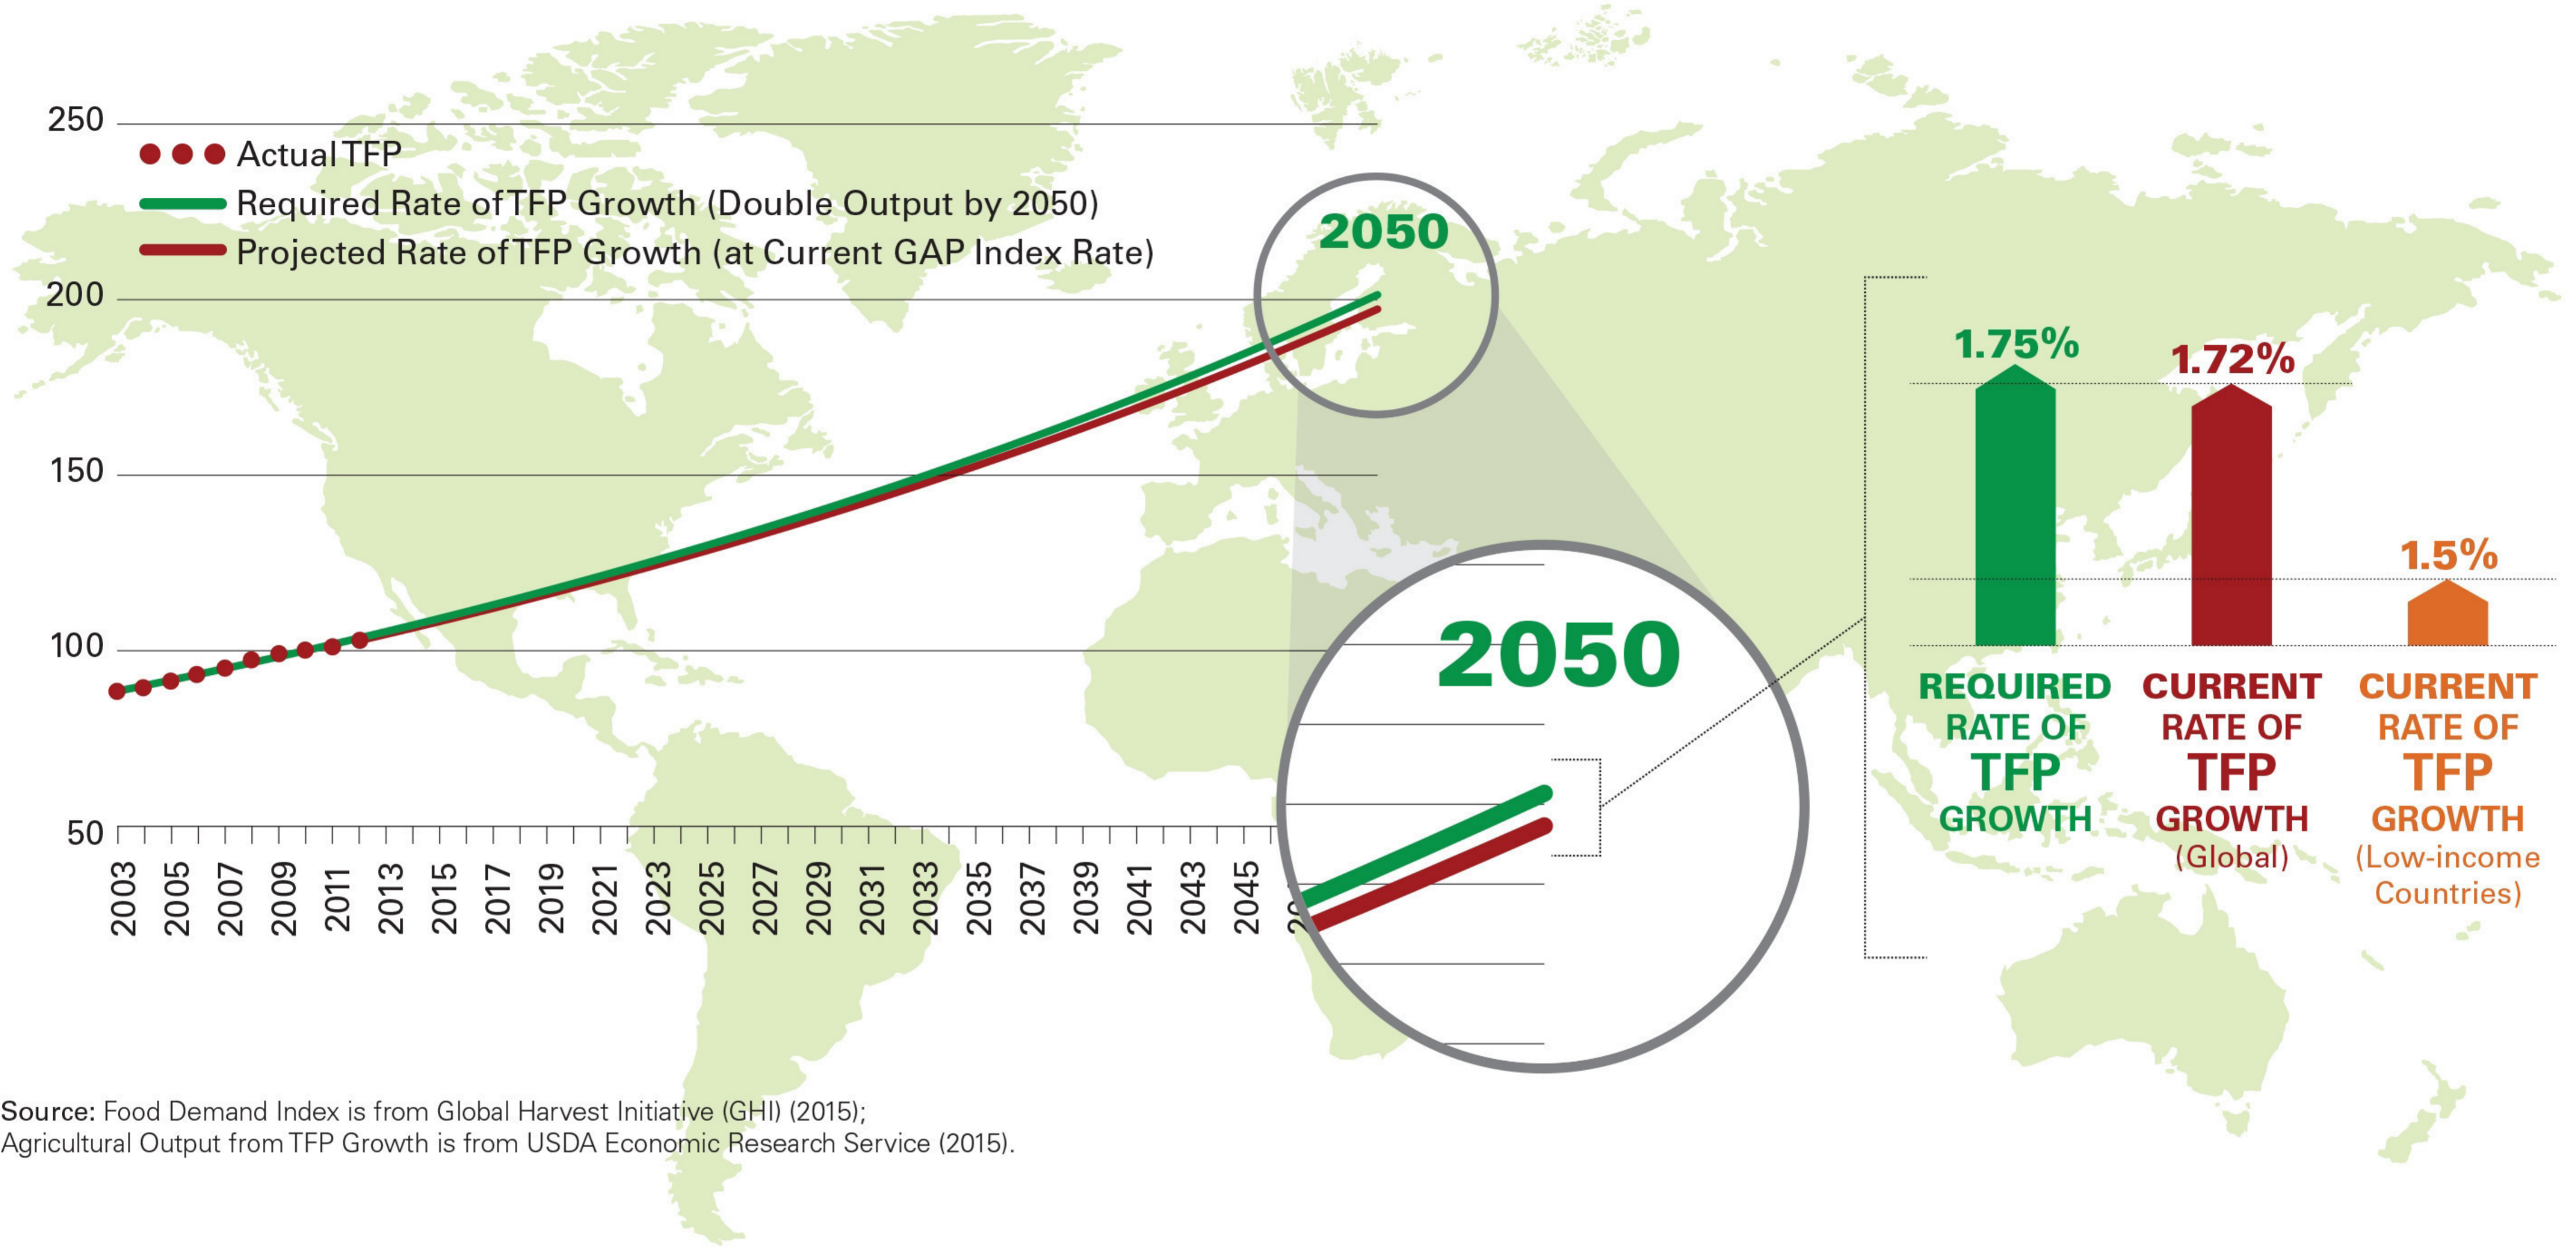 250
Actual TFP
Required Rate of TFP Growth (Double Output by 2050)
Projected Rate of TFP Growth (at Current GAP Index Rate)
200
150
100
50
2003
2005
2007
2009
2011
2013
2015
2017
2019
2021
2023
2025
2027
2029
2031
2033
2035
2037
2039
2041
2043
2045
2050
2050
1.75%
1.72%
1.5%
REQUIRED
RATE OF
TFP
GROWTH
CURRENT
RATE OF
TFP
GROWTH
(Global)
CURRENT
RATE OF
TFP
GROWTH
(Low-income
Countries)
Source: Food Demand Index is from Global Harvest Initiative (GHI) (2015);
Agricultural Output from TFP Growth is from USDA Economic Research Service (2015).